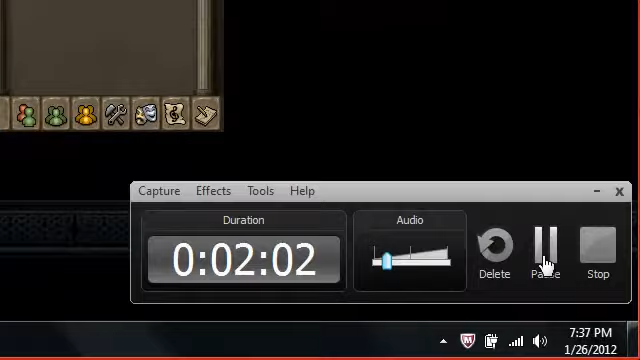 Capture Effects Tools Help
Duration
Audio
0:02:02
Delete Pause Stop
7:37 PM
1/26/2012